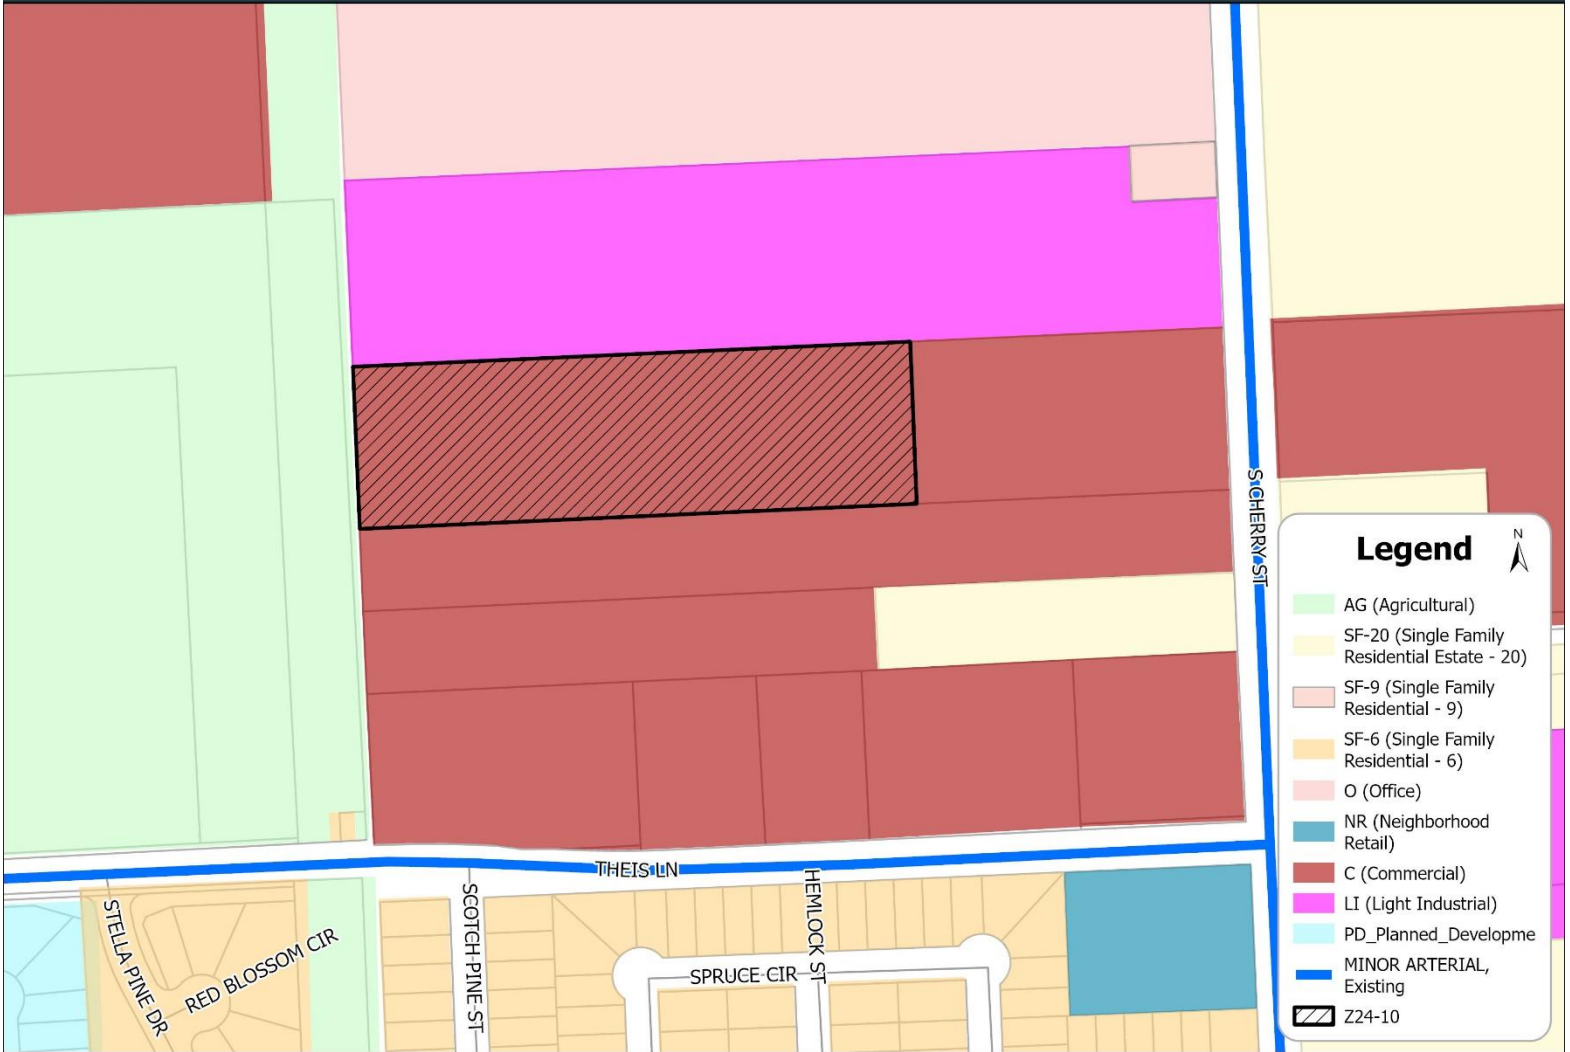 S CHERRY ST
THEIS LN
STELLA PINE DR
RED BLOSSOM CIR
SCOTCH PINE ST
HEMLOCK ST
SPRUCE CIR
Legend
N
AG (Agricultural)
SF-20 (Single Family
Residential Estate - 20)
SF-9 (Single Family
Residential - 9)
SF-6 (Single Family
Residential - 6)
O (Office)
NR (Neighborhood
Retail)
C (Commercial)
LI (Light Industrial)
PD_Planned_Developme
MINOR ARTERIAL,
Existing
Z24-10